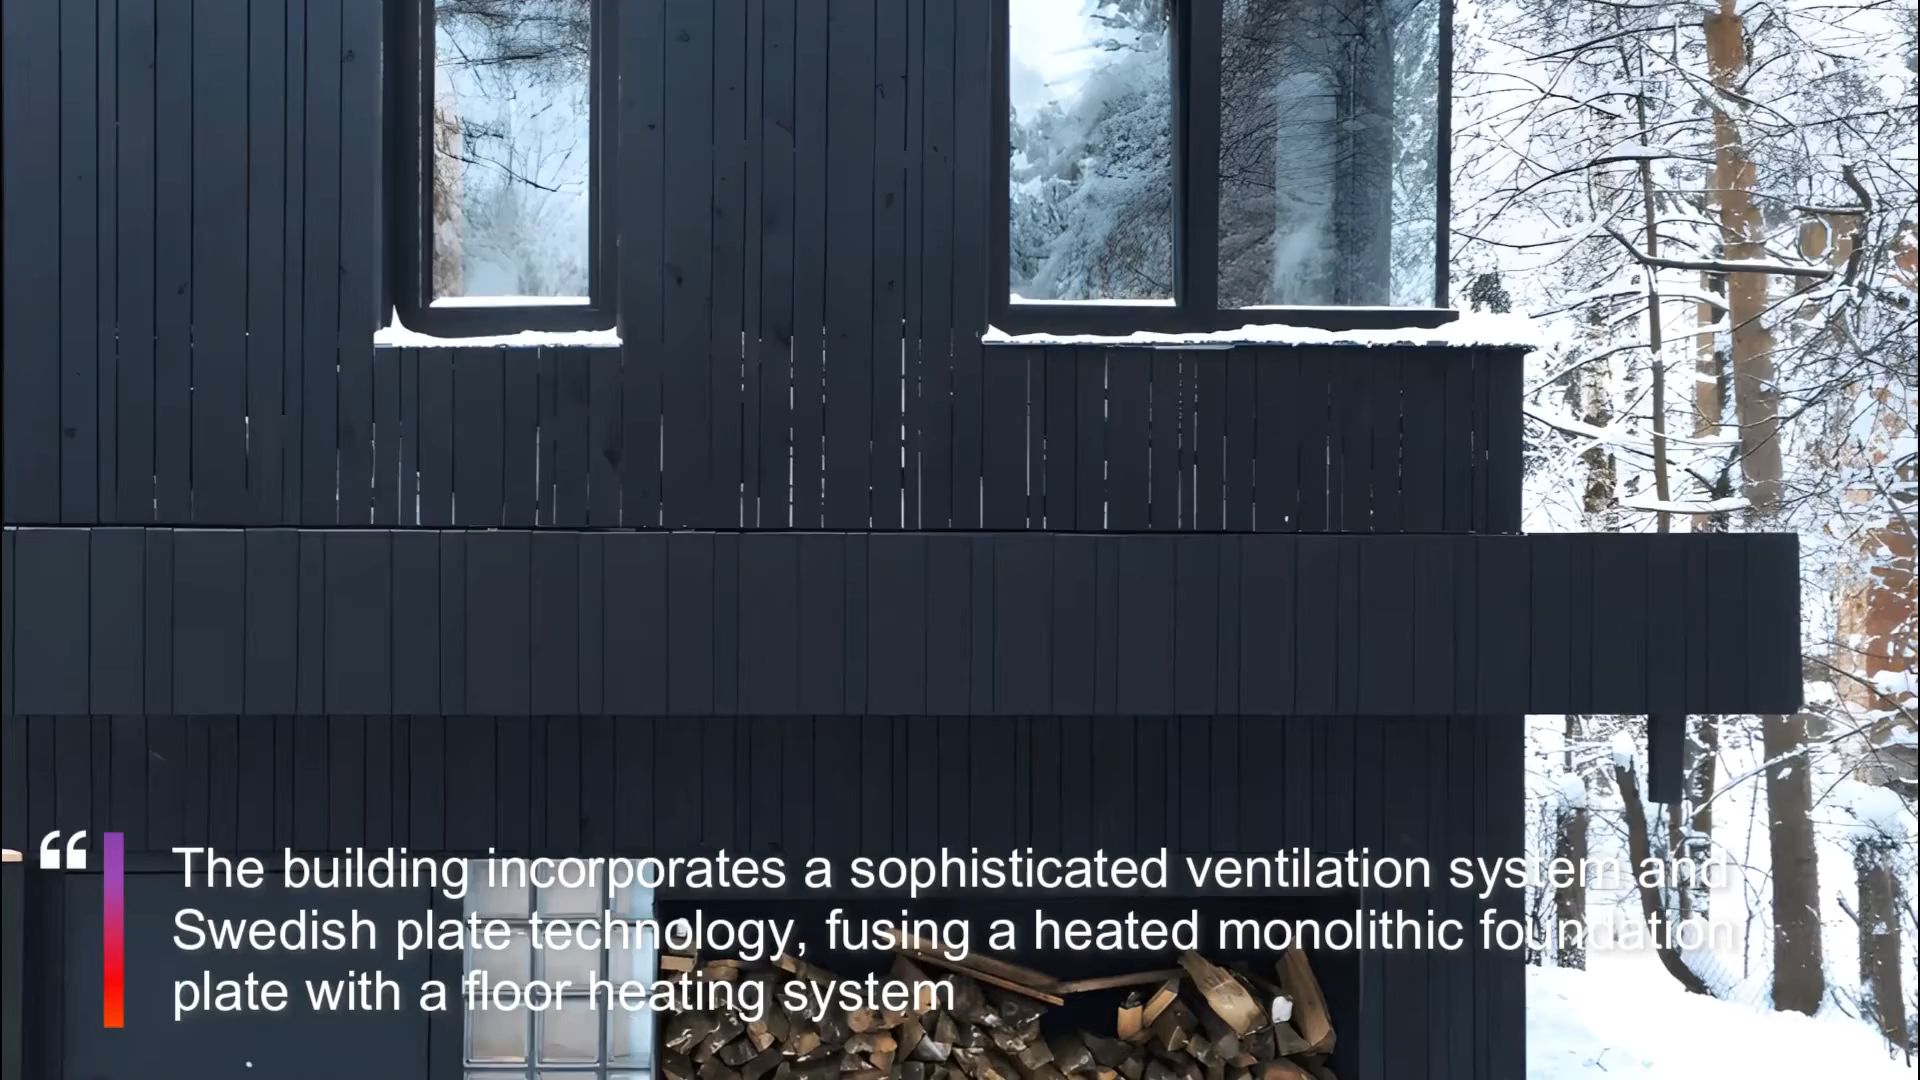 “
The building incorporates a sophisticated ventilation system and
Swedish plate technology, fusing a heated monolithic foundation
plate with a floor heating system